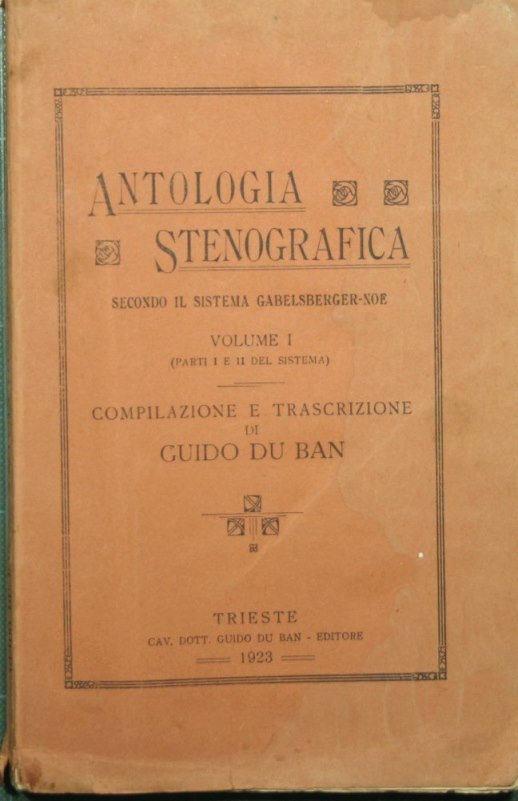 ANTOLOGIA
STENOGRAFICA
SECONDO IL SISTEMA GABELSBERGER-NOE
VOLUME I
(PARTI I E II DEL SISTEMA)
COMPILAZIONE E TRASCRIZIONE
DI
GUIDO DU BAN
TRIESTE
CAV. DOTT. GUIDO DU BAN - EDITORE
1923